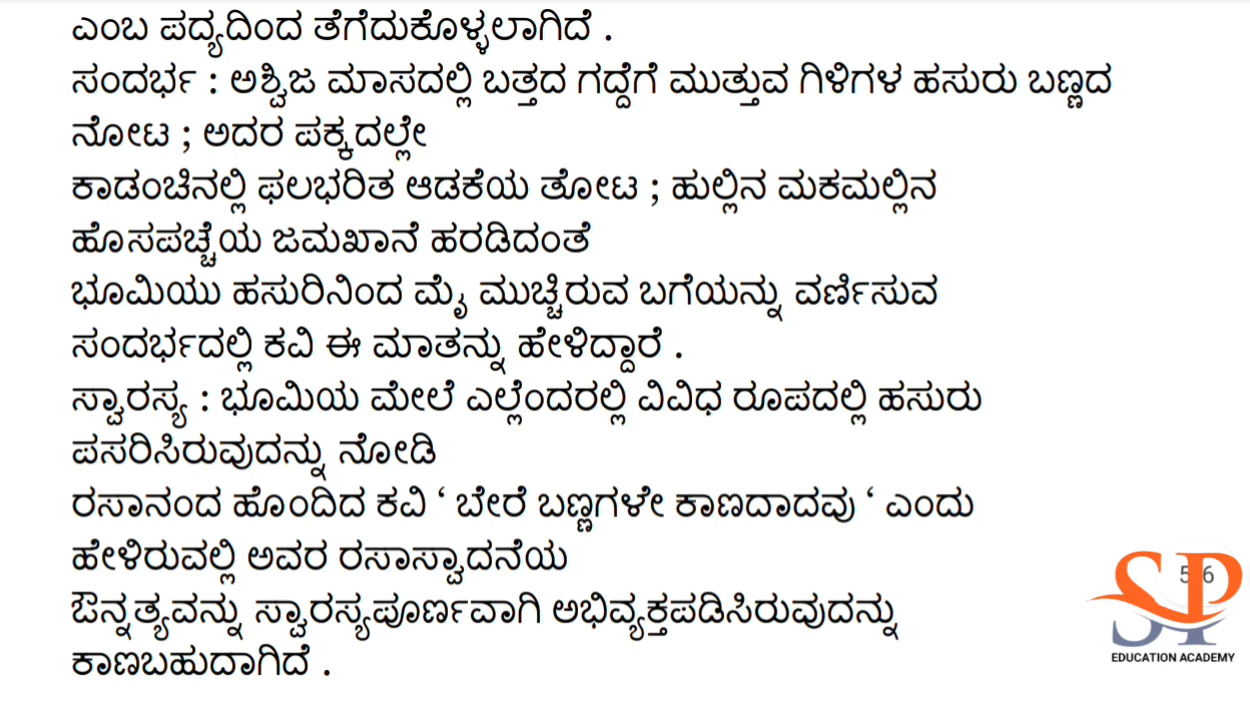 ಎಂಬ ಪದ್ಯದಿಂದ ತೆಗೆದುಕೊಳ್ಳಲಾಗಿದೆ .
ಸಂದರ್ಭ : ಅಶ್ವಿಜ ಮಾಸದಲ್ಲಿ ಬತ್ತದ ಗದ್ದೆಗೆ ಮುತ್ತುವ ಗಿಳಿಗಳ ಹಸುರು ಬಣ್ಣದ
ನೋಟ ; ಅದರ ಪಕ್ಕದಲ್ಲೇ
ಕಾಡಂಚಿನಲ್ಲಿ ಫಲಭರಿತ ಆಡಕೆಯ ತೋಟ ; ಹುಲ್ಲಿನ ಮಕಮಲ್ಲಿನ
ಹೊಸಪಚ್ಚೆಯ ಜಮಖಾನೆ ಹರಡಿದಂತೆ
ಭೂಮಿಯು ಹಸುರಿನಿಂದ ಮೈ ಮುಚ್ಚಿರುವ ಬಗೆಯನ್ನು ವರ್ಣಿಸುವ
ಸಂದರ್ಭದಲ್ಲಿ ಕವಿ ಈ ಮಾತನ್ನು ಹೇಳಿದ್ದಾರೆ .
ಸ್ವಾರಸ್ಯ : ಭೂಮಿಯ ಮೇಲೆ ಎಲ್ಲೆಂದರಲ್ಲಿ ವಿವಿಧ ರೂಪದಲ್ಲಿ ಹಸುರು
ಪಸರಿಸಿರುವುದನ್ನು ನೋಡಿ
ರಸಾನಂದ ಹೊಂದಿದ ಕವಿ ‘ ಬೇರೆ ಬಣ್ಣಗಳೇ ಕಾಣದಾದವು ‘ ಎಂದು
ಹೇಳಿರುವಲ್ಲಿ ಅವರ ರಸಾಸ್ವಾದನೆಯ
ಔನ್ನತ್ಯವನ್ನು ಸ್ವಾರಸ್ಯಪೂರ್ಣವಾಗಿ ಅಭಿವ್ಯಕ್ತಪಡಿಸಿರುವುದನ್ನು
ಕಾಣಬಹುದಾಗಿದೆ .
SP
EDUCATION ACADEMY